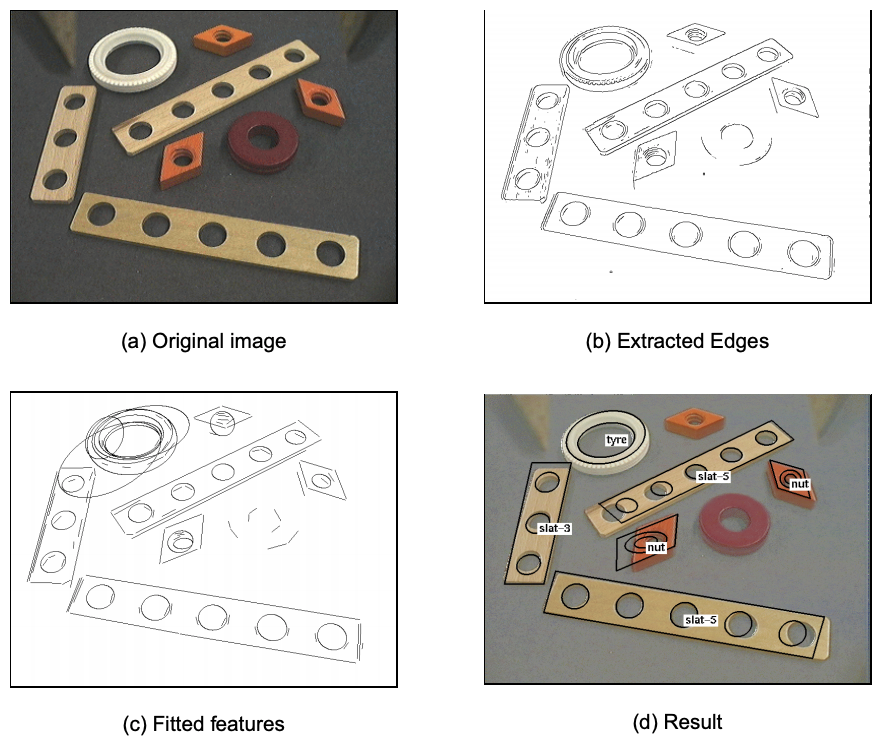 (a) Original image
(b) Extracted Edges
(c) Fitted features
(d) Result
tyre
slat-5
nut
slat-3
nut
slat-5